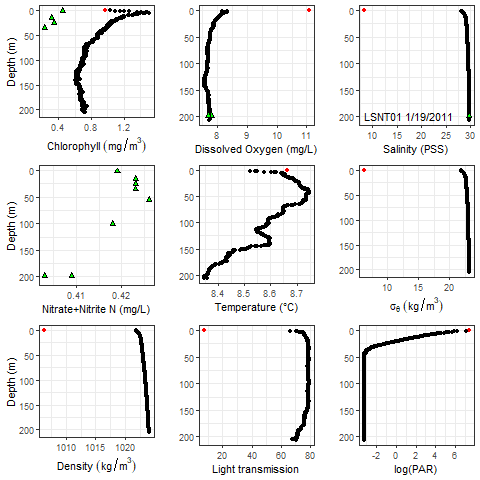 Depth (m)
0
50
100
150
200
0.4 0.8 1.2
Chlorophyll (mg/m³)
0
50
100
150
200
8 9 10 11
Dissolved Oxygen (mg/L)
0
50
100
150
200
LSNT01 1/19/2011
10 15 20 25 30
Salinity (PSS)
Depth (m)
0
50
100
150
200
0.41 0.42
Nitrate+Nitrite N (mg/L)
0
50
100
150
200
8.4 8.5 8.6 8.7
Temperature (°C)
0
50
100
150
200
10 20
σθ (kg/m³)
Depth (m)
0
50
100
150
200
1010 1020
Density (kg/m³)
0
50
100
150
200
20 40 60 80
Light transmission
0
50
100
150
200
-2 2 4 6
log(PAR)